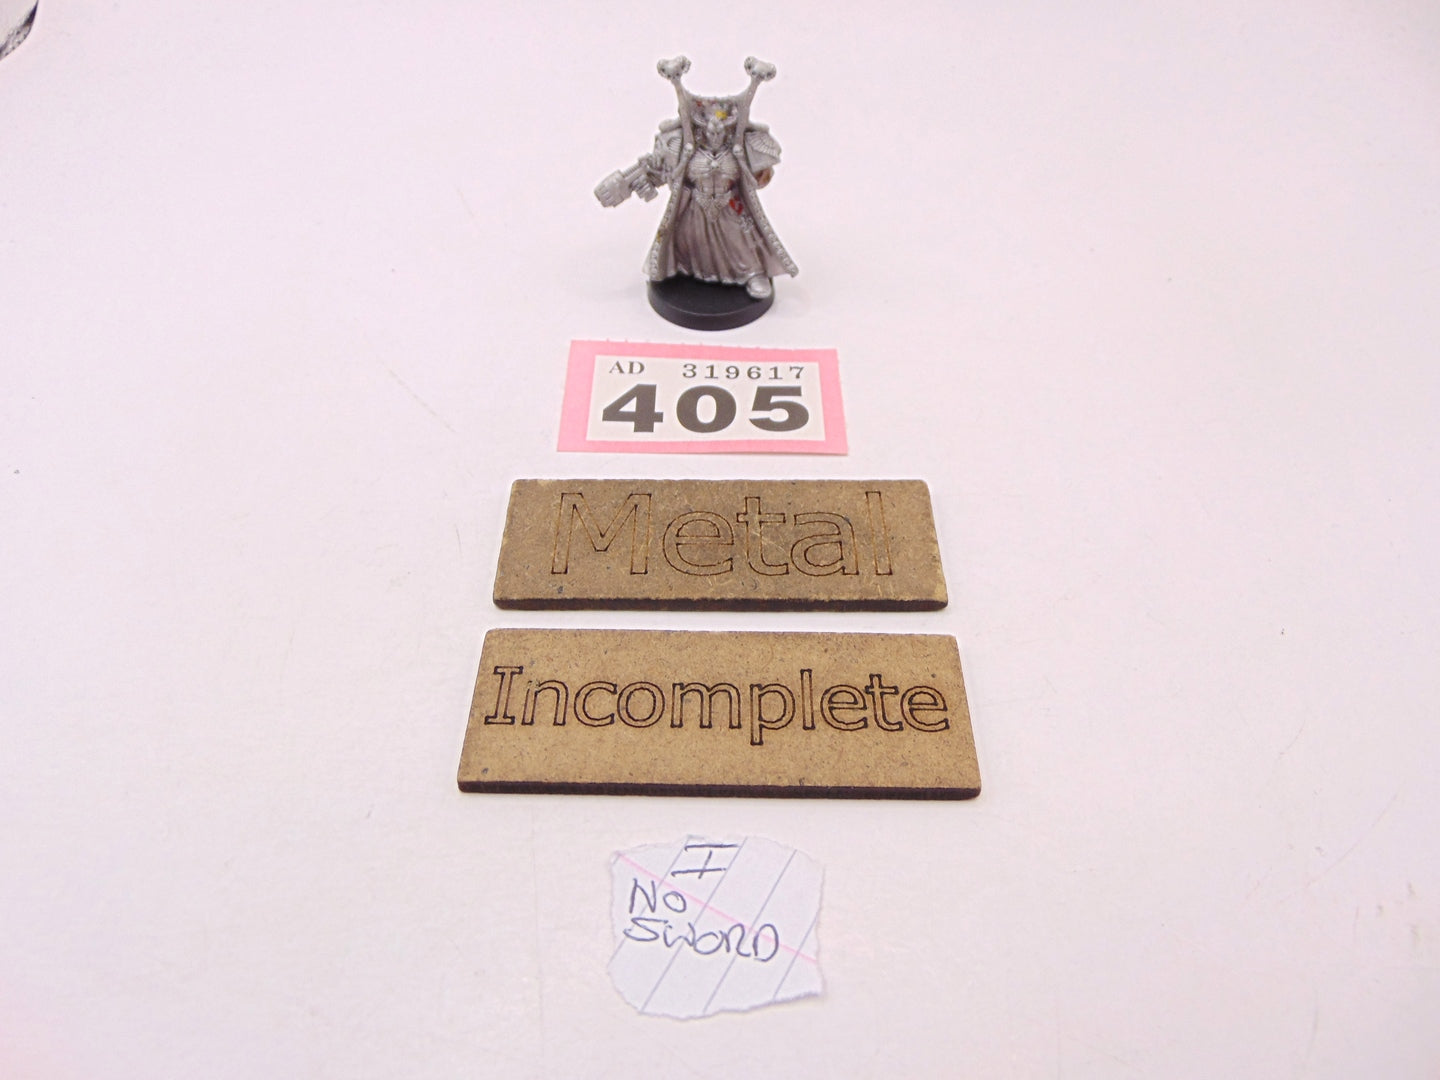 AD 319617
405
Metal
Incomplete
I
NO
SWORD